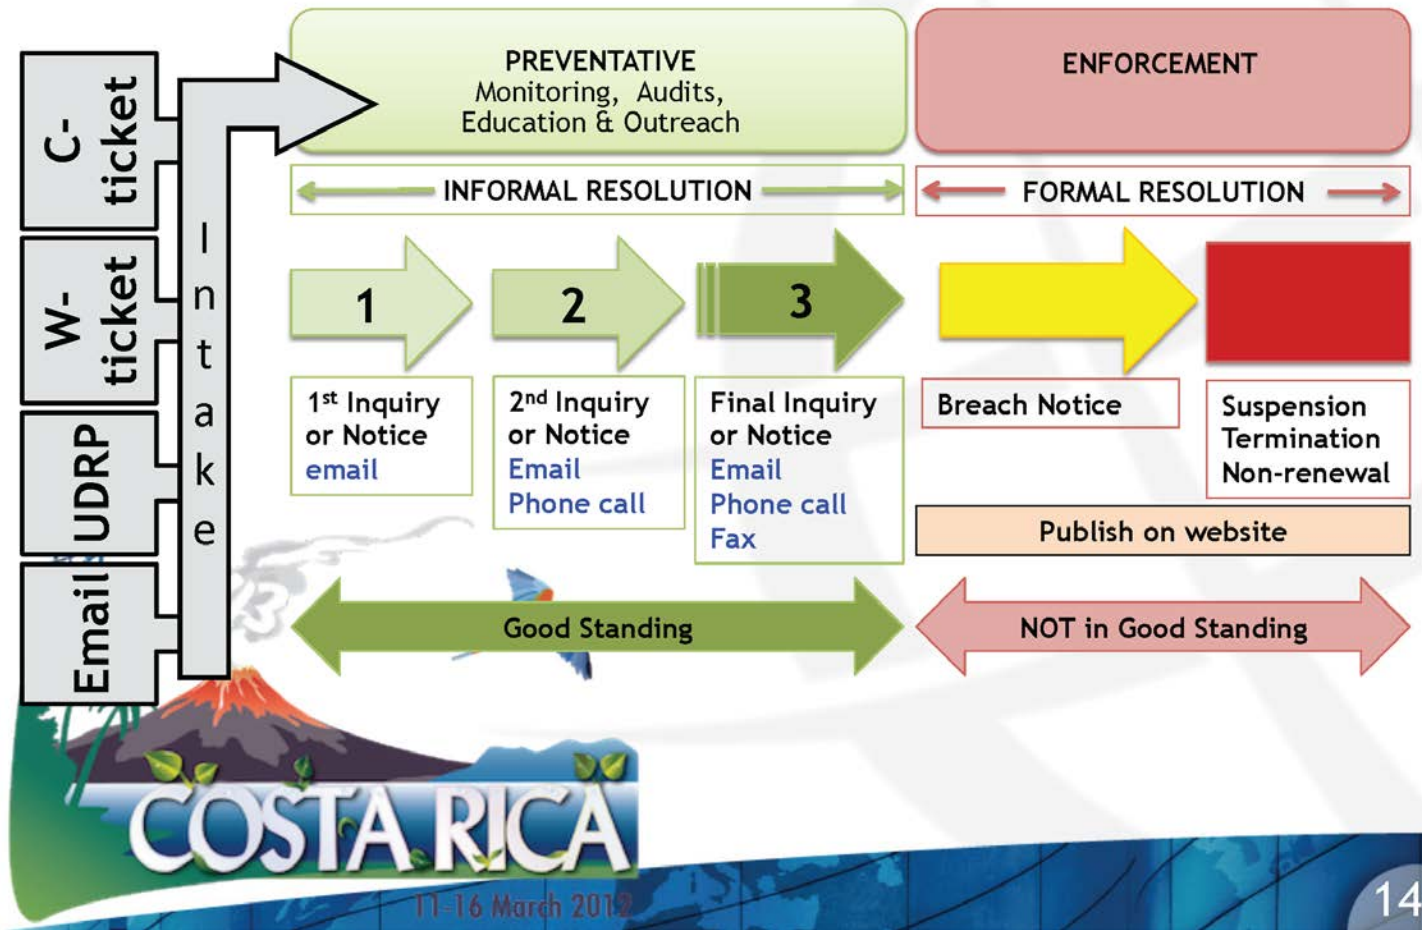 C-
ticket
W-
ticket
UDRP
Email
Intake
PREVENTATIVE
Monitoring, Audits,
Education & Outreach
ENFORCEMENT
INFORMAL RESOLUTION
FORMAL RESOLUTION
1
2
3
1st Inquiry
or Notice
email
2nd Inquiry
or Notice
Email
Phone call
Final Inquiry
or Notice
Email
Phone call
Fax
Breach Notice
Suspension
Termination
Non-renewal
Publish on website
Good Standing
NOT in Good Standing
COSTA RICA
11-16 March 2012
14